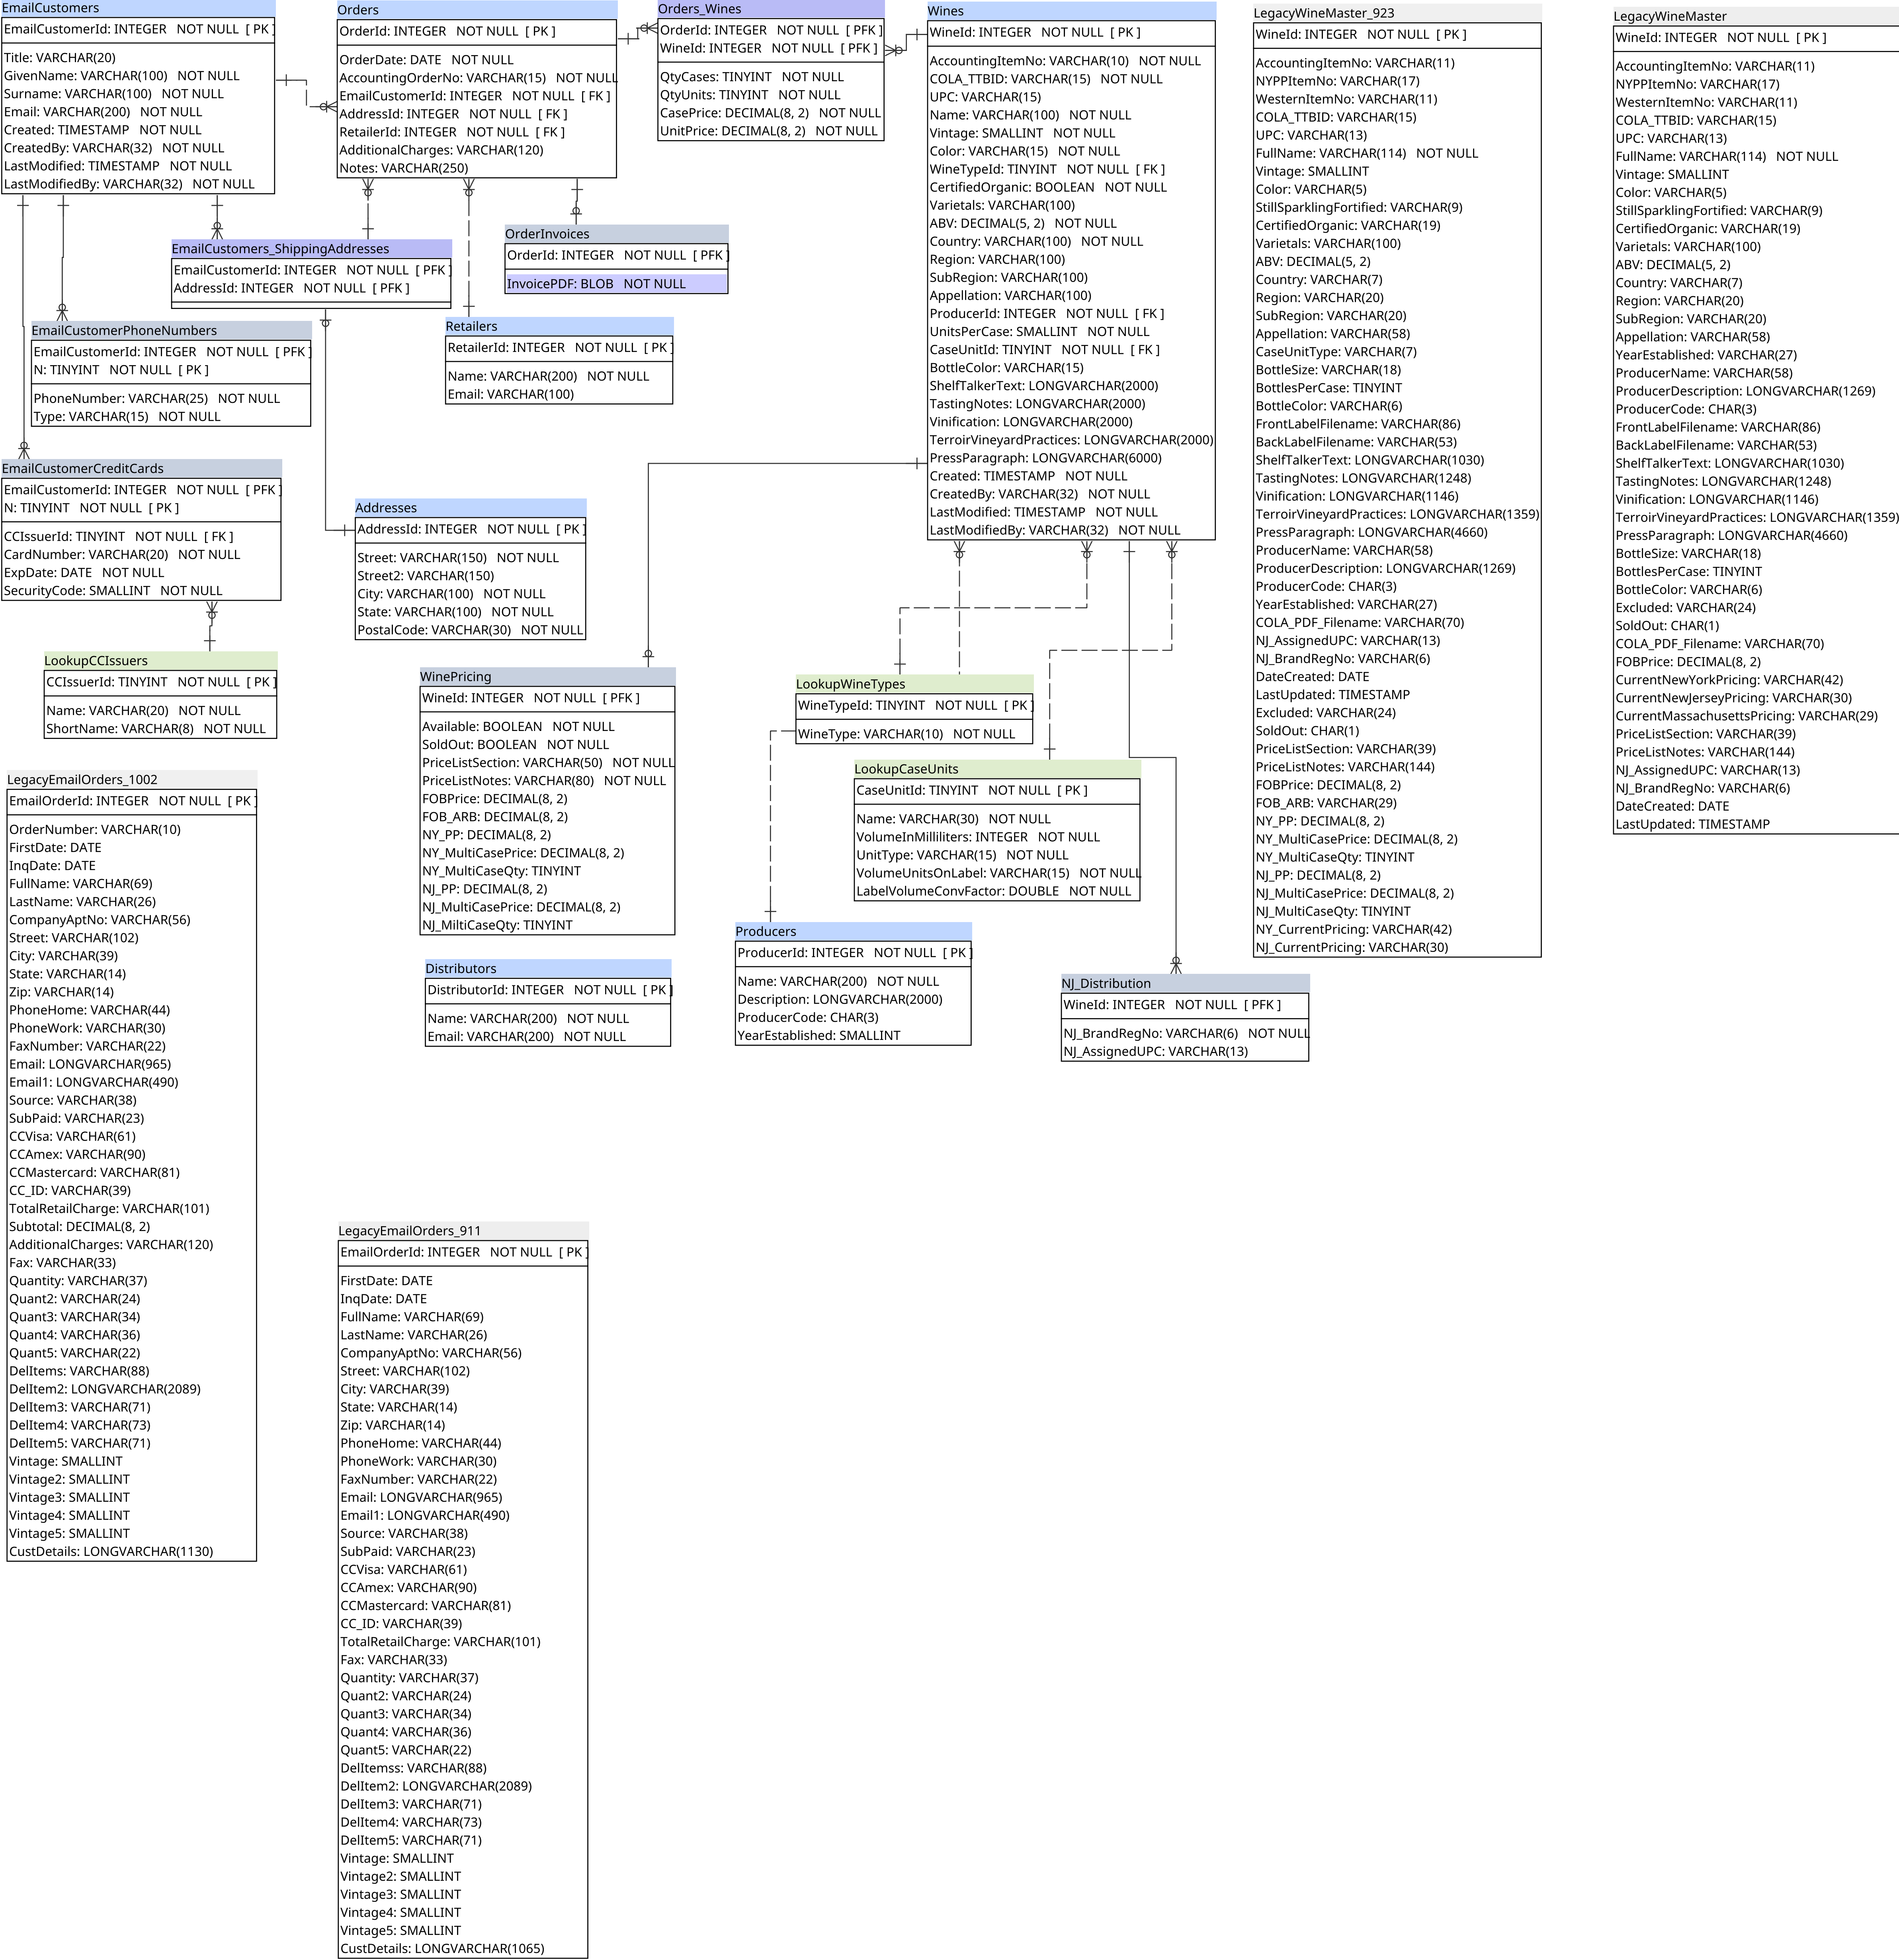 EmailCustomers
EmailCustomerId: INTEGER NOT NULL [ PK ]
Title: VARCHAR(20)
GivenName: VARCHAR(100) NOT NULL
Surname: VARCHAR(100) NOT NULL
Email: VARCHAR(200) NOT NULL
Created: TIMESTAMP NOT NULL
CreatedBy: VARCHAR(32) NOT NULL
LastModified: TIMESTAMP NOT NULL
LastModifiedBy: VARCHAR(32) NOT NULL
Orders
OrderId: INTEGER NOT NULL [ PK ]
OrderDate: DATE NOT NULL
AccountingOrderNo: VARCHAR(15) NOT NULL
EmailCustomerId: INTEGER NOT NULL [ FK ]
AddressId: INTEGER NOT NULL [ FK ]
RetailerId: INTEGER NOT NULL [ FK ]
AdditionalCharges: VARCHAR(120)
Notes: VARCHAR(250)
Orders_Wines
OrderId: INTEGER NOT NULL [ PFK ]
WineId: INTEGER NOT NULL [ PFK ]
QtyCases: TINYINT NOT NULL
QtyUnits: TINYINT NOT NULL
CasePrice: DECIMAL(8, 2) NOT NULL
UnitPrice: DECIMAL(8, 2) NOT NULL
Wines
WineId: INTEGER NOT NULL [ PK ]
AccountingItemNo: VARCHAR(10) NOT NULL
COLA_TTBID: VARCHAR(15) NOT NULL
UPC: VARCHAR(15)
Name: VARCHAR(100) NOT NULL
Vintage: SMALLINT NOT NULL
Color: VARCHAR(15) NOT NULL
WineTypeId: TINYINT NOT NULL [ FK ]
CertifiedOrganic: BOOLEAN NOT NULL
Varietals: VARCHAR(100)
ABV: DECIMAL(5, 2) NOT NULL
Country: VARCHAR(100) NOT NULL
Region: VARCHAR(100)
SubRegion: VARCHAR(100)
Appellation: VARCHAR(100)
ProducerId: INTEGER NOT NULL [ FK ]
UnitsPerCase: SMALLINT NOT NULL
CaseUnitId: TINYINT NOT NULL [ FK ]
BottleColor: VARCHAR(15)
ShelfTalkerText: LONGVARCHAR(2000)
TastingNotes: LONGVARCHAR(2000)
Vinification: LONGVARCHAR(2000)
TerroirVineyardPractices: LONGVARCHAR(2000)
PressParagraph: LONGVARCHAR(6000)
Created: TIMESTAMP NOT NULL
CreatedBy: VARCHAR(32) NOT NULL
LastModified: TIMESTAMP NOT NULL
LastModifiedBy: VARCHAR(32) NOT NULL
LegacyWineMaster_923
WineId: INTEGER NOT NULL [ PK ]
AccountingItemNo: VARCHAR(11)
NYPPItemNo: VARCHAR(17)
WesternItemNo: VARCHAR(11)
COLA_TTBID: VARCHAR(15)
UPC: VARCHAR(13)
FullName: VARCHAR(114) NOT NULL
Vintage: SMALLINT
Color: VARCHAR(5)
StillSparklingFortified: VARCHAR(9)
CertifiedOrganic: VARCHAR(19)
Varietals: VARCHAR(100)
ABV: DECIMAL(5, 2)
Country: VARCHAR(7)
Region: VARCHAR(20)
SubRegion: VARCHAR(20)
Appellation: VARCHAR(58)
CaseUnitType: VARCHAR(7)
BottleSize: VARCHAR(18)
BottlesPerCase: TINYINT
BottleColor: VARCHAR(6)
FrontLabelFilename: VARCHAR(86)
BackLabelFilename: VARCHAR(53)
ShelfTalkerText: LONGVARCHAR(1030)
TastingNotes: LONGVARCHAR(1248)
Vinification: LONGVARCHAR(1146)
TerroirVineyardPractices: LONGVARCHAR(1359)
PressParagraph: LONGVARCHAR(4660)
ProducerName: VARCHAR(58)
ProducerDescription: LONGVARCHAR(1269)
ProducerCode: CHAR(3)
YearEstablished: VARCHAR(27)
COLA_PDF_Filename: VARCHAR(70)
NJ_AssignedUPC: VARCHAR(13)
NJ_BrandRegNo: VARCHAR(6)
DateCreated: DATE
LastUpdated: TIMESTAMP
Excluded: VARCHAR(24)
SoldOut: CHAR(1)
PriceListSection: VARCHAR(39)
PriceListNotes: VARCHAR(144)
FOBPrice: DECIMAL(8, 2)
FOB_ARB: VARCHAR(29)
NY_PP: DECIMAL(8, 2)
NY_MultiCasePrice: DECIMAL(8, 2)
NY_MultiCaseQty: TINYINT
NJ_PP: DECIMAL(8, 2)
NJ_MultiCasePrice: DECIMAL(8, 2)
NJ_MultiCaseQty: TINYINT
NY_CurrentPricing: VARCHAR(42)
NJ_CurrentPricing: VARCHAR(30)
LegacyWineMaster
WineId: INTEGER NOT NULL [ PK ]
AccountingItemNo: VARCHAR(11)
NYPPItemNo: VARCHAR(17)
WesternItemNo: VARCHAR(11)
COLA_TTBID: VARCHAR(15)
UPC: VARCHAR(13)
FullName: VARCHAR(114) NOT NULL
Vintage: SMALLINT
Color: VARCHAR(5)
StillSparklingFortified: VARCHAR(9)
CertifiedOrganic: VARCHAR(19)
Varietals: VARCHAR(100)
ABV: DECIMAL(5, 2)
Country: VARCHAR(7)
Region: VARCHAR(20)
SubRegion: VARCHAR(20)
Appellation: VARCHAR(58)
YearEstablished: VARCHAR(27)
ProducerName: VARCHAR(58)
ProducerDescription: LONGVARCHAR(1269)
ProducerCode: CHAR(3)
FrontLabelFilename: VARCHAR(86)
BackLabelFilename: VARCHAR(53)
ShelfTalkerText: LONGVARCHAR(1030)
TastingNotes: LONGVARCHAR(1248)
Vinification: LONGVARCHAR(1146)
TerroirVineyardPractices: LONGVARCHAR(1359)
PressParagraph: LONGVARCHAR(4660)
BottleSize: VARCHAR(18)
BottlesPerCase: TINYINT
BottleColor: VARCHAR(6)
Excluded: VARCHAR(24)
SoldOut: CHAR(1)
COLA_PDF_Filename: VARCHAR(70)
FOBPrice: DECIMAL(8, 2)
CurrentNewYorkPricing: VARCHAR(42)
CurrentNewJerseyPricing: VARCHAR(30)
CurrentMassachusettsPricing: VARCHAR(29)
PriceListSection: VARCHAR(39)
PriceListNotes: VARCHAR(144)
NJ_AssignedUPC: VARCHAR(13)
NJ_BrandRegNo: VARCHAR(6)
DateCreated: DATE
LastUpdated: TIMESTAMP
EmailCustomers_ShippingAddresses
EmailCustomerId: INTEGER NOT NULL [ PFK ]
AddressId: INTEGER NOT NULL [ PFK ]
OrderInvoices
OrderId: INTEGER NOT NULL [ PFK ]
InvoicePDF: BLOB NOT NULL
EmailCustomerPhoneNumbers
EmailCustomerId: INTEGER NOT NULL [ PFK ]
N: TINYINT NOT NULL [ PK ]
PhoneNumber: VARCHAR(25) NOT NULL
Type: VARCHAR(15) NOT NULL
Retailers
RetailerId: INTEGER NOT NULL [ PK ]
Name: VARCHAR(200) NOT NULL
Email: VARCHAR(100)
EmailCustomerCreditCards
EmailCustomerId: INTEGER NOT NULL [ PFK ]
N: TINYINT NOT NULL [ PK ]
CCIssuerId: TINYINT NOT NULL [ FK ]
CardNumber: VARCHAR(20) NOT NULL
ExpDate: DATE NOT NULL
SecurityCode: SMALLINT NOT NULL
Addresses
AddressId: INTEGER NOT NULL [ PK ]
Street: VARCHAR(150) NOT NULL
Street2: VARCHAR(150)
City: VARCHAR(100) NOT NULL
State: VARCHAR(100) NOT NULL
PostalCode: VARCHAR(30) NOT NULL
LookupCCIssuers
CCIssuerId: TINYINT NOT NULL [ PK ]
Name: VARCHAR(20) NOT NULL
ShortName: VARCHAR(8) NOT NULL
WinePricing
WineId: INTEGER NOT NULL [ PFK ]
Available: BOOLEAN NOT NULL
SoldOut: BOOLEAN NOT NULL
PriceListSection: VARCHAR(50) NOT NULL
PriceListNotes: VARCHAR(80) NOT NULL
FOBPrice: DECIMAL(8, 2)
FOB_ARB: DECIMAL(8, 2)
NY_PP: DECIMAL(8, 2)
NY_MultiCasePrice: DECIMAL(8, 2)
NY_MultiCaseQty: TINYINT
NJ_PP: DECIMAL(8, 2)
NJ_MultiCasePrice: DECIMAL(8, 2)
NJ_MiltiCaseQty: TINYINT
LookupWineTypes
WineTypeId: TINYINT NOT NULL [ PK ]
WineType: VARCHAR(10) NOT NULL
LookupCaseUnits
CaseUnitId: TINYINT NOT NULL [ PK ]
Name: VARCHAR(30) NOT NULL
VolumeInMilliliters: INTEGER NOT NULL
UnitType: VARCHAR(15) NOT NULL
VolumeUnitsOnLabel: VARCHAR(15) NOT NULL
LabelVolumeConvFactor: DOUBLE NOT NULL
LegacyEmailOrders_1002
EmailOrderId: INTEGER NOT NULL [ PK ]
OrderNumber: VARCHAR(10)
FirstDate: DATE
InqDate: DATE
FullName: VARCHAR(69)
LastName: VARCHAR(26)
CompanyAptNo: VARCHAR(56)
Street: VARCHAR(102)
City: VARCHAR(39)
State: VARCHAR(14)
Zip: VARCHAR(14)
PhoneHome: VARCHAR(44)
PhoneWork: VARCHAR(30)
FaxNumber: VARCHAR(22)
Email: LONGVARCHAR(965)
Email1: LONGVARCHAR(490)
Source: VARCHAR(38)
SubPaid: VARCHAR(23)
CCVisa: VARCHAR(61)
CCAmex: VARCHAR(90)
CCMastercard: VARCHAR(81)
CC_ID: VARCHAR(39)
TotalRetailCharge: VARCHAR(101)
Subtotal: DECIMAL(8, 2)
AdditionalCharges: VARCHAR(120)
Fax: VARCHAR(33)
Quantity: VARCHAR(37)
Quant2: VARCHAR(24)
Quant3: VARCHAR(34)
Quant4: VARCHAR(36)
Quant5: VARCHAR(22)
DelItems: VARCHAR(88)
DelItem2: LONGVARCHAR(2089)
DelItem3: VARCHAR(71)
DelItem4: VARCHAR(73)
DelItem5: VARCHAR(71)
Vintage: SMALLINT
Vintage2: SMALLINT
Vintage3: SMALLINT
Vintage4: SMALLINT
Vintage5: SMALLINT
CustDetails: LONGVARCHAR(1130)
Distributors
DistributorId: INTEGER NOT NULL [ PK ]
Name: VARCHAR(200) NOT NULL
Email: VARCHAR(200) NOT NULL
Producers
ProducerId: INTEGER NOT NULL [ PK ]
Name: VARCHAR(200) NOT NULL
Description: LONGVARCHAR(2000)
ProducerCode: CHAR(3)
YearEstablished: SMALLINT
NJ_Distribution
WineId: INTEGER NOT NULL [ PFK ]
NJ_BrandRegNo: VARCHAR(6) NOT NULL
NJ_AssignedUPC: VARCHAR(13)
LegacyEmailOrders_911
EmailOrderId: INTEGER NOT NULL [ PK ]
FirstDate: DATE
InqDate: DATE
FullName: VARCHAR(69)
LastName: VARCHAR(26)
CompanyAptNo: VARCHAR(56)
Street: VARCHAR(102)
City: VARCHAR(39)
State: VARCHAR(14)
Zip: VARCHAR(14)
PhoneHome: VARCHAR(44)
PhoneWork: VARCHAR(30)
FaxNumber: VARCHAR(22)
Email: LONGVARCHAR(965)
Email1: LONGVARCHAR(490)
Source: VARCHAR(38)
SubPaid: VARCHAR(23)
CCVisa: VARCHAR(61)
CCAmex: VARCHAR(90)
CCMastercard: VARCHAR(81)
CC_ID: VARCHAR(39)
TotalRetailCharge: VARCHAR(101)
Fax: VARCHAR(33)
Quantity: VARCHAR(37)
Quant2: VARCHAR(24)
Quant3: VARCHAR(34)
Quant4: VARCHAR(36)
Quant5: VARCHAR(22)
DelItemss: VARCHAR(88)
DelItem2: LONGVARCHAR(2089)
DelItem3: VARCHAR(71)
DelItem4: VARCHAR(73)
DelItem5: VARCHAR(71)
Vintage: SMALLINT
Vintage2: SMALLINT
Vintage3: SMALLINT
Vintage4: SMALLINT
Vintage5: SMALLINT
CustDetails: LONGVARCHAR(1065)